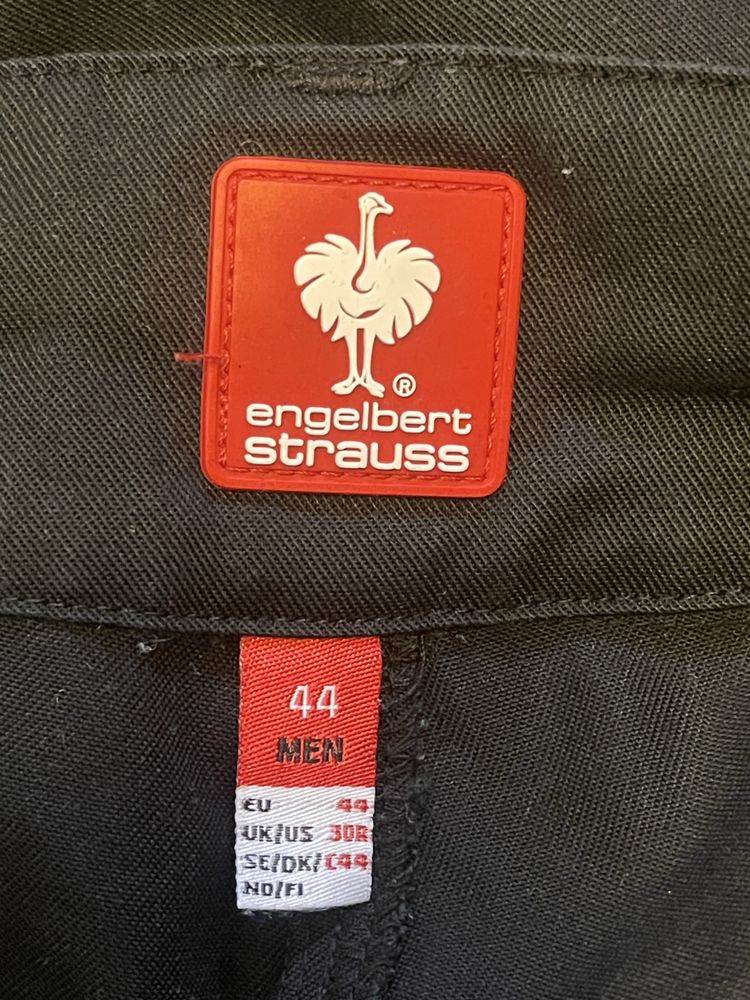 ®
engelbert
strauss
44
MEN
EU 44
UK/US 30R
SE/DK/ C44
NO/FI